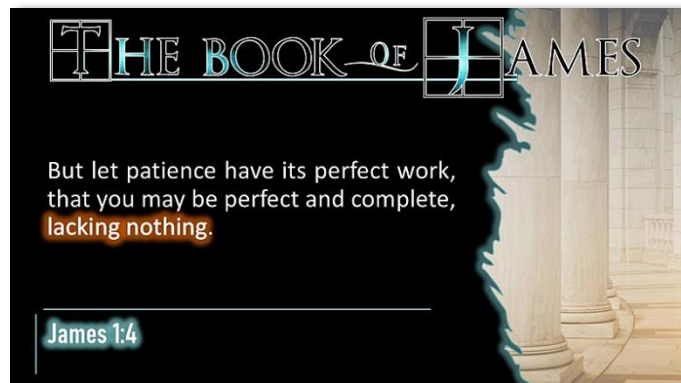 THE BOOK OF JAMES
But let patience have its perfect work,
that you may be perfect and complete,
lacking nothing.
James 1:4